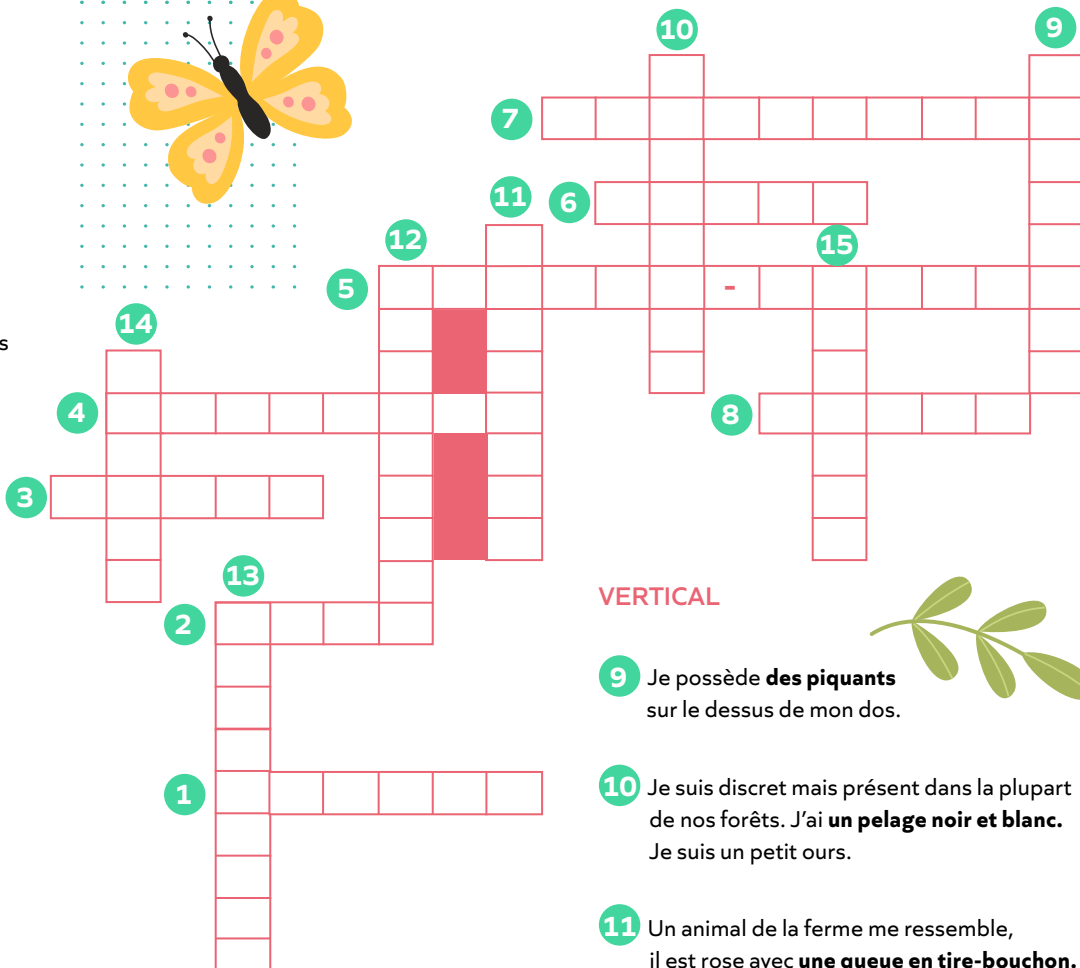 10
9
7
11
6
12
15
5
-
14
s
4
8
3
13
2
VERTICAL
9 Je possède des piquants
sur le dessus de mon dos.
1
10 Je suis discret mais présent dans la plupart
de nos forêts. J’ai un pelage noir et blanc.
Je suis un petit ours.
11 Un animal de la ferme me ressemble,
il est rose avec une queue en tire-bouchon.